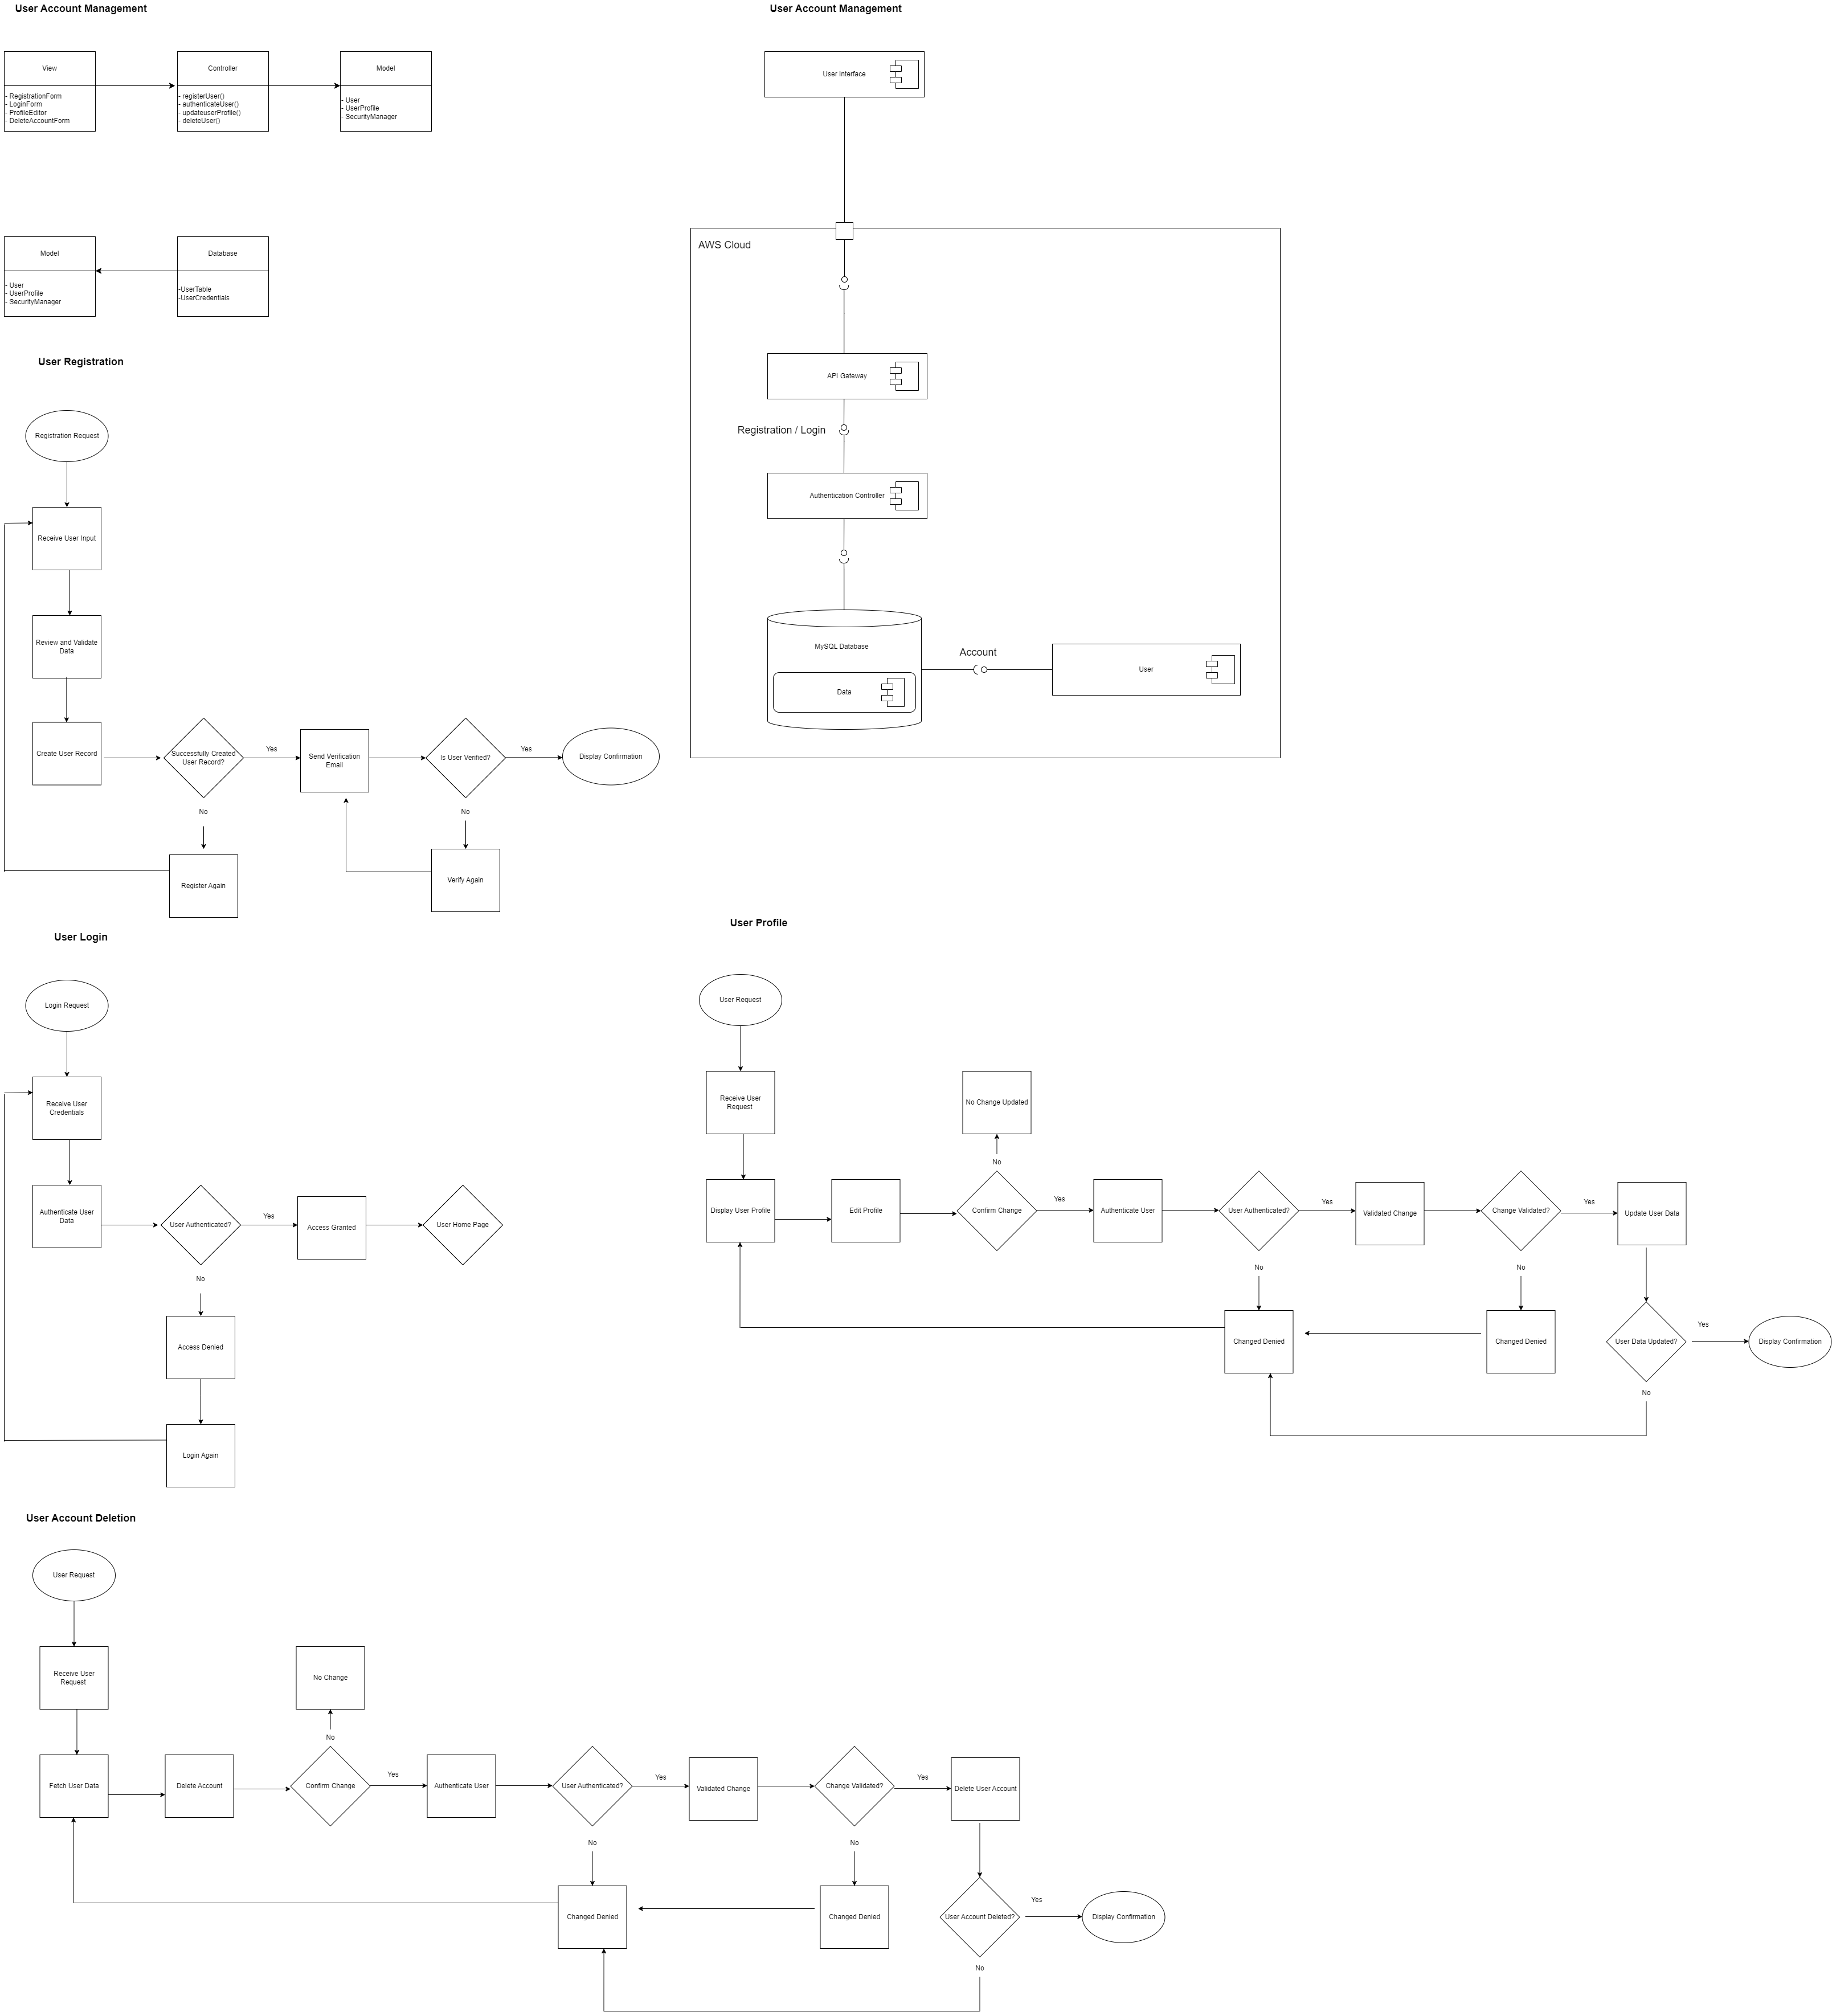 User Account Management
View
- RegistrationForm
- LoginForm
- ProfileEditor
- DeleteAccountForm
Controller
- registerUser()
- authenticateUser()
- updateuserProfile()
- deleteUser()
Model
- User
- UserProfile
- SecurityManager
Model
- User
- UserProfile
- SecurityManager
Database
-UserTable
-UserCredentials
User Account Management
User Interface
AWS Cloud
API Gateway
Registration / Login
Authentication Controller
MySQL Database
Data
Account
User
User Registration
Registration Request
Receive User Input
Review and Validate
Data
Create User Record
Successfully Created
User Record?
Yes
No
Register Again
Send Verification
Email
Is User Verified?
Yes
No
Verify Again
Display Confirmation
User Login
Login Request
Receive User
Credentials
Authenticate User
Data
User Authenticated?
Yes
Access Granted
User Home Page
No
Access Denied
Login Again
User Profile
User Request
Receive User
Request
Display User Profile
Edit Profile
No Change Updated
No
Confirm Change
Yes
Authenticate User
User Authenticated?
Yes
Validated Change
Change Validated?
Yes
Update User Data
No
Changed Denied
No
Changed Denied
User Data Updated?
Yes
Display Confirmation
No
User Account Deletion
User Request
Receive User
Request
Fetch User Data
Delete Account
No Change
No
Confirm Change
Yes
Authenticate User
User Authenticated?
Yes
Validated Change
Change Validated?
Yes
Delete User Account
No
Changed Denied
No
Changed Denied
User Account Deleted?
Yes
Display Confirmation
No